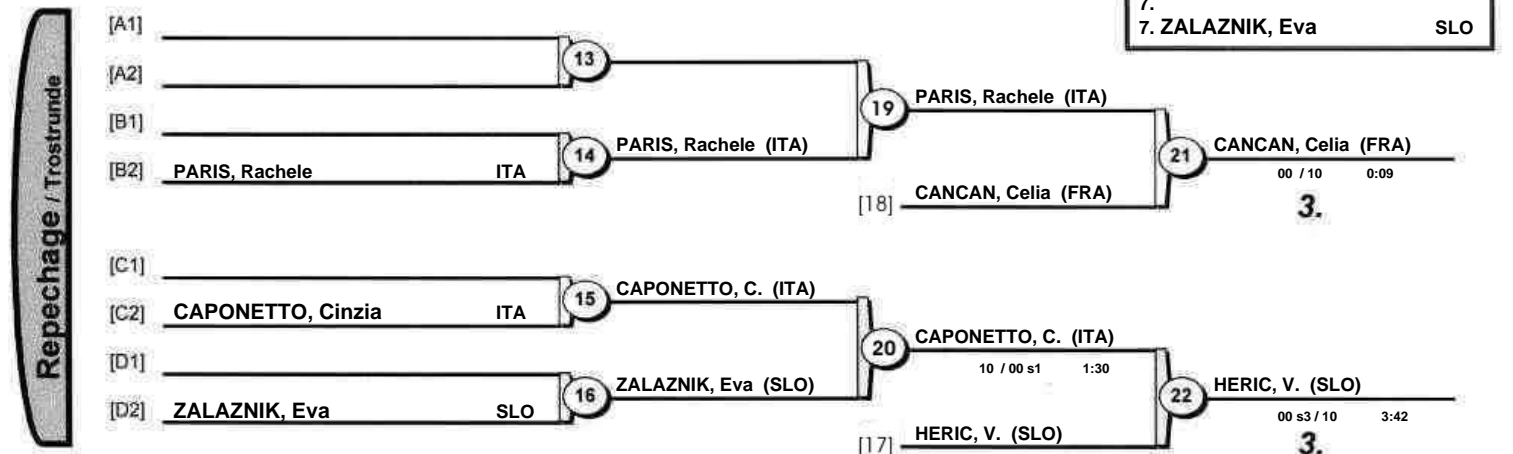 7.
7. ZALAZNIK, Eva SLO
Repechage / Trostrunde
[A1]
13
[A2]
19 PARIS, Rachele (ITA)
[B1]
14 PARIS, Rachele (ITA)
21 CANCAN, Celia (FRA)
[B2] PARIS, Rachele ITA
00 / 10 0:09
[18] CANCAN, Celia (FRA)
3.
[C1]
15 CAPONETTO, C. (ITA)
[C2] CAPONETTO, Cinzia ITA
20 CAPONETTO, C. (ITA)
[D1]
10 / 00 s1 1:30
16 ZALAZNIK, Eva (SLO)
22 HERIC, V. (SLO)
[D2] ZALAZNIK, Eva SLO
00 s3 / 10 3:42
[17] HERIC, V. (SLO)
3.